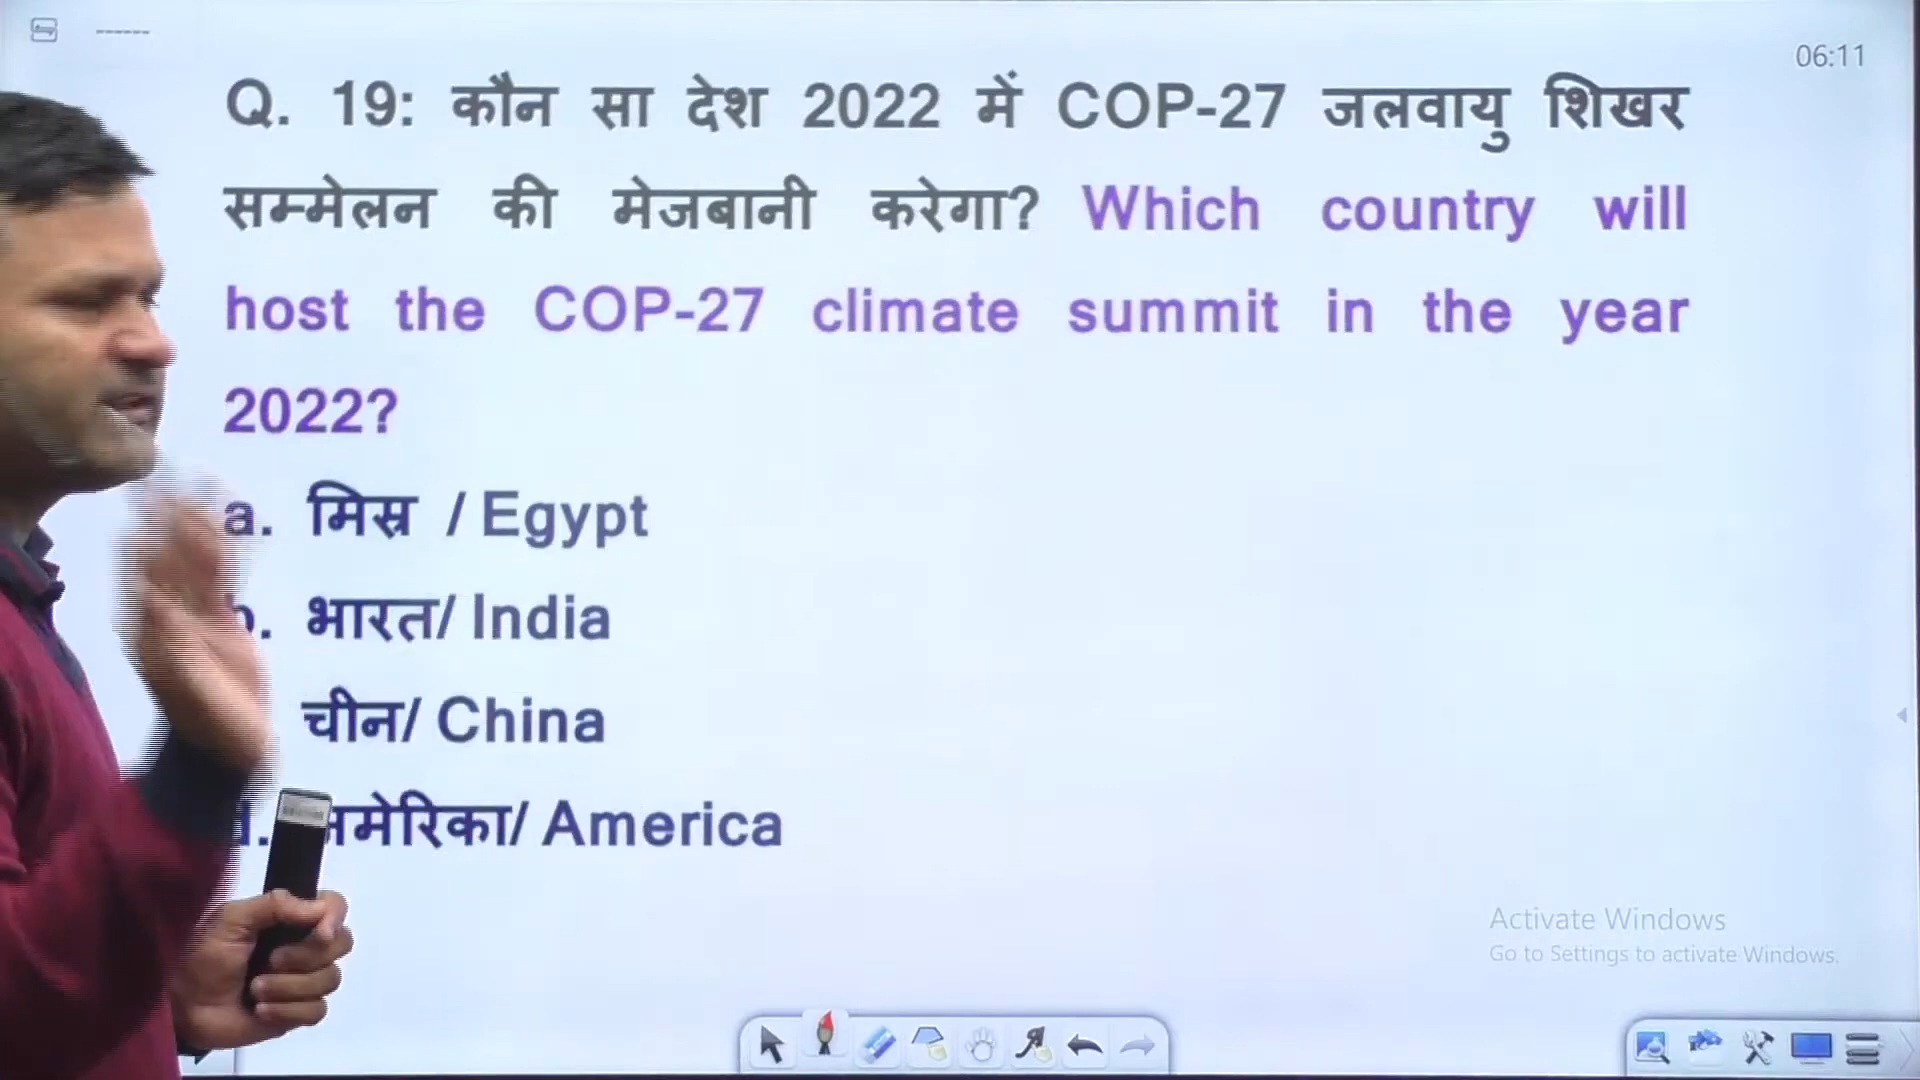 06:11
Q. 19: कौन सा देश 2022 में COP-27 जलवायु शिखर
सम्मेलन की मेजबानी करेगा? Which country will
host the COP-27 climate summit in the year
2022?
a. मिस्र / Egypt
भारत/ India
चीन/ China
America
Activate Windows
Go to Settings to activate Windows.